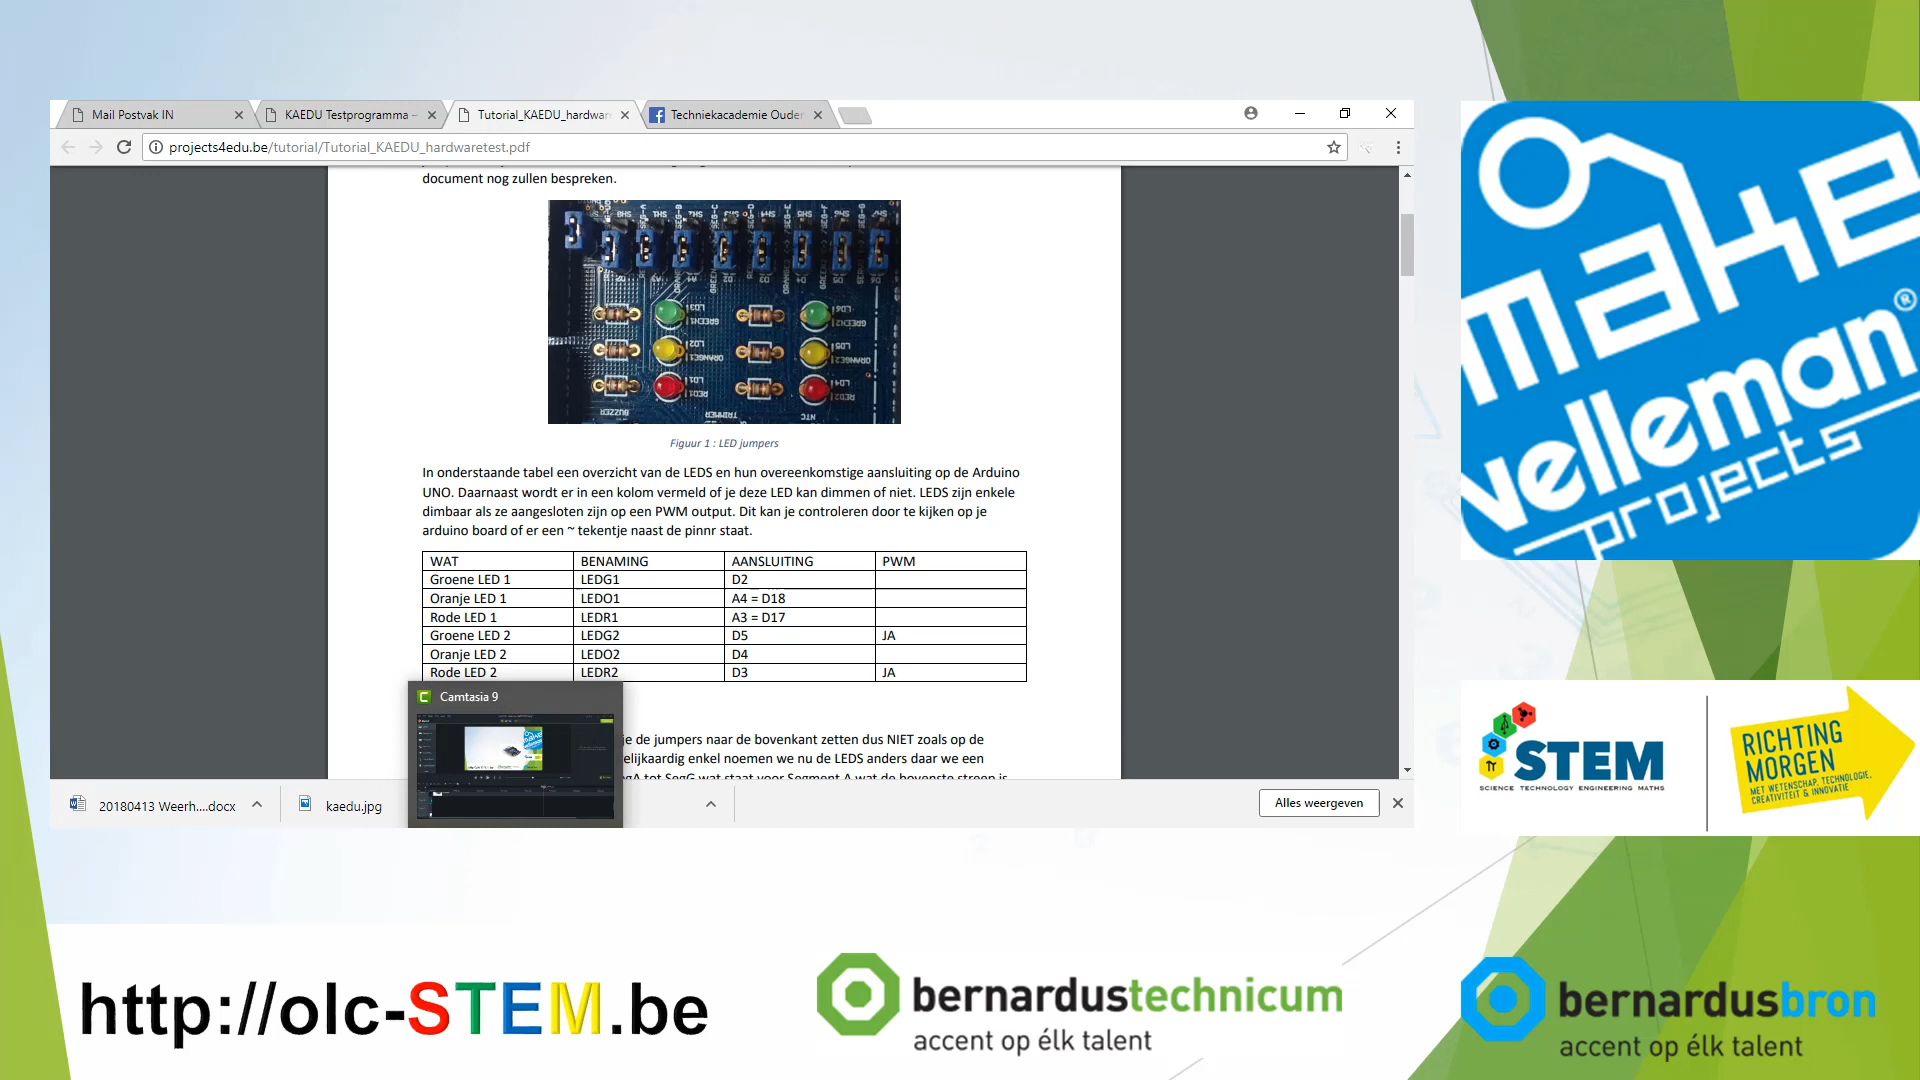 Mail Postvak IN
KAEDU Testprogramma -
Tutorial_KAEDU_hardwar
Techniekacademie Ouder
projects4edu.be/tutorial/Tutorial_KAEDU_hardwaretest.pdf
document nog zullen bespreken.
Figuur 1 : LED jumpers
In onderstaande tabel een overzicht van de LEDS en hun overeenkomstige aansluiting op de Arduino
UNO. Daarnaast wordt er in een kolom vermeld of je deze LED kan dimmen of niet. LEDS zijn enkele
dimbaar als ze aangesloten zijn op een PWM output. Dit kan je controleren door te kijken op je
arduino board of er een ~ tekentje naast de pinnr staat.
WAT BENAMING AANSLUITING PWM
Groene LED 1 LEDG1 D2
Oranje LED 1 LEDO1 A4 = D18
Rode LED 1 LEDR1 A3 = D17
Groene LED 2 LEDG2 D5 JA
Oranje LED 2 LEDO2 D4
Rode LED 2 LEDR2 D3 JA
Camtasia 9
je de jumpers naar de bovenkant zetten dus NIET zoals op de
elijkaardig enkel noemen we nu de LEDS anders daar we een
20180413 Weerh....docx
kaedu.jpg
Alles weergeven
make
velleman®
projects
STEM
SCIENCE TECHNOLOGY ENGINEERING MATHS
RICHTING
MORGEN
MET WETENSCHAP, TECHNOLOGIE,
CREATIVITEIT & INNOVATIE
http://olc-STEM.be
bernardustechnicum
accent op élk talent
bernardusbron
accent op élk talent